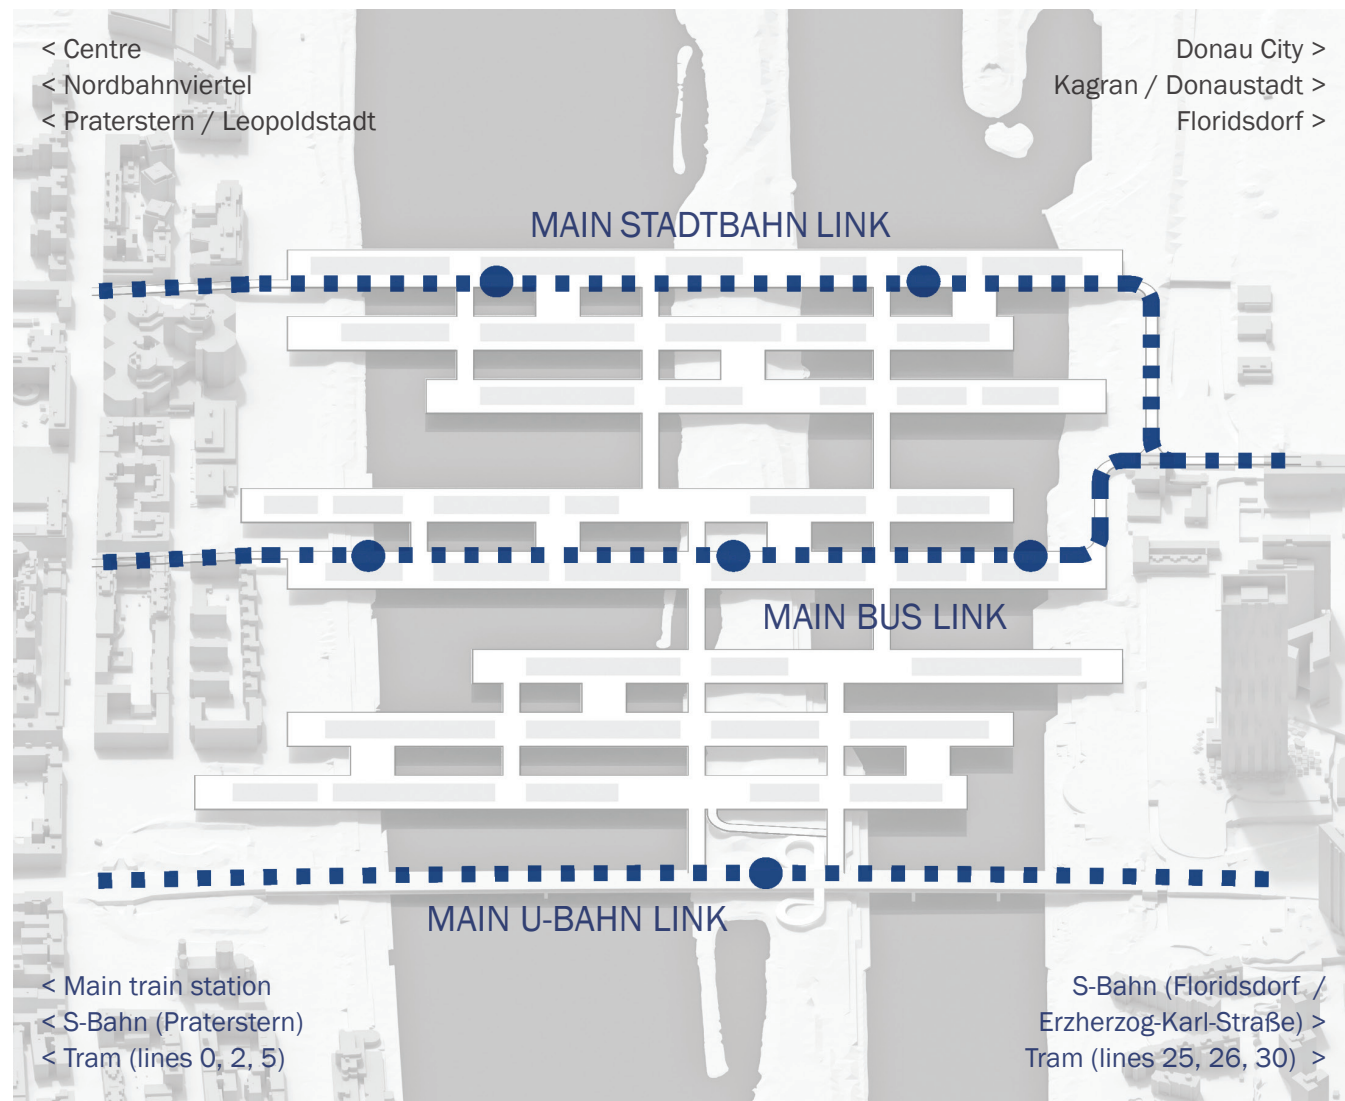 < Centre
< Nordbahnviertel
< Praterstern / Leopoldstadt
Donau City >
Kagran / Donaustadt >
Floridsdorf >
MAIN STADTBAHN LINK
MAIN BUS LINK
MAIN U-BAHN LINK
< Main train station
< S-Bahn (Praterstern)
< Tram (lines 0, 2, 5)
S-Bahn (Floridsdorf /
Erzherzog-Karl-Straße) >
Tram (lines 25, 26, 30) >